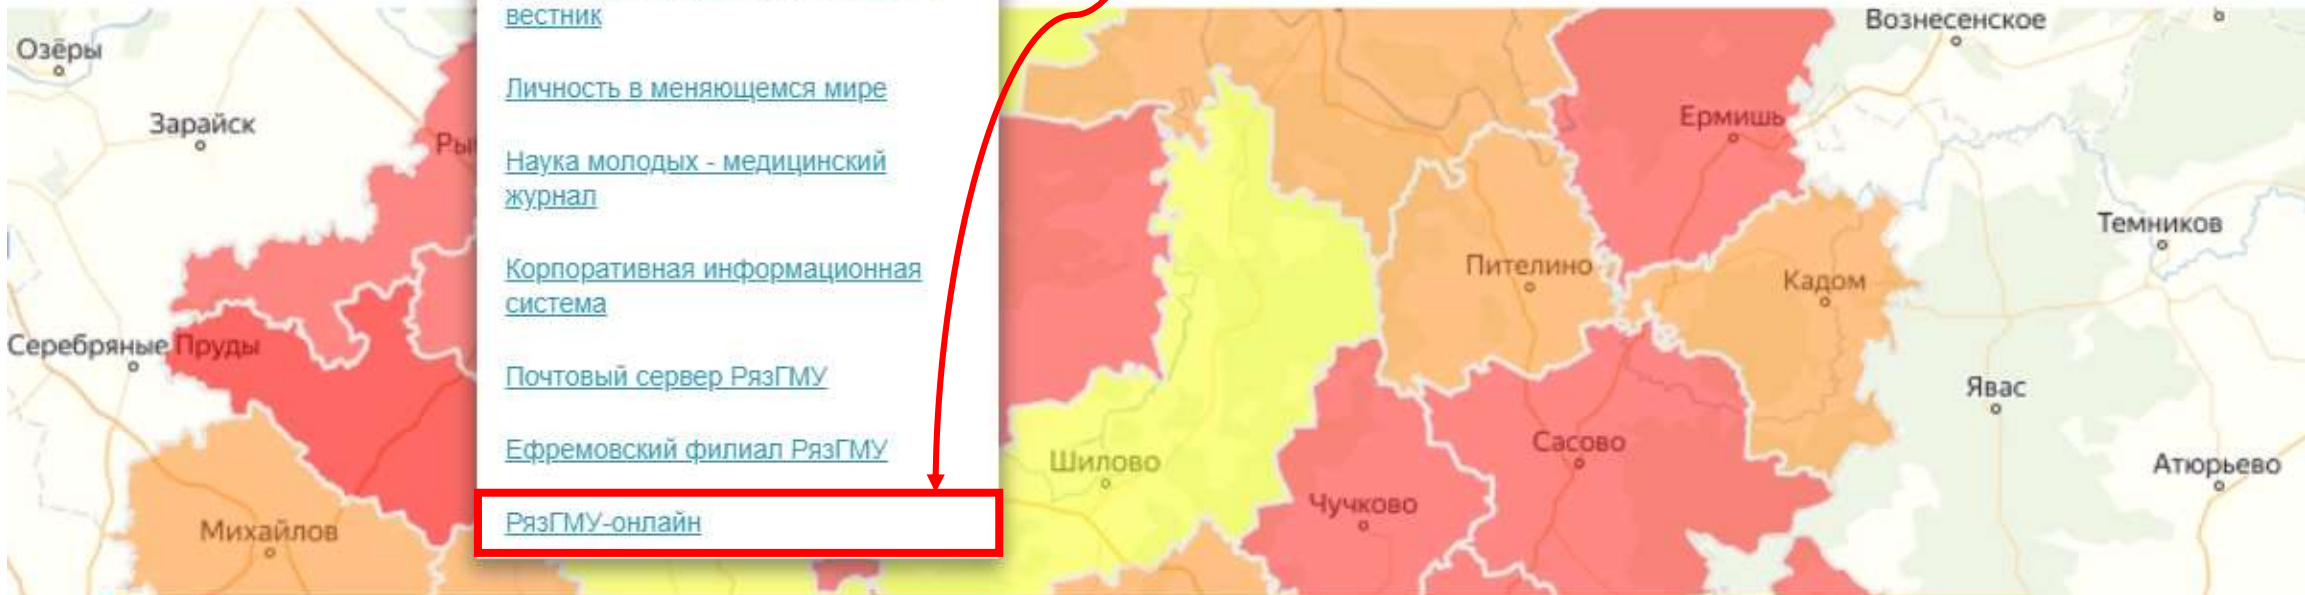 вестник
Личность в меняющемся мире
Наука молодых - медицинский
журнал
Корпоративная информационная
система
Почтовый сервер РязГМУ
Ефремовский филиал РязГМУ
РязГМУ-онлайн
Озёры
Зарайск
Серебряные Пруды
Михайлов
Шилово
Чучково
Сасово
Пителино
Ермишь
Кадом
Вознесенское
Темников
Явас
Атюрьево